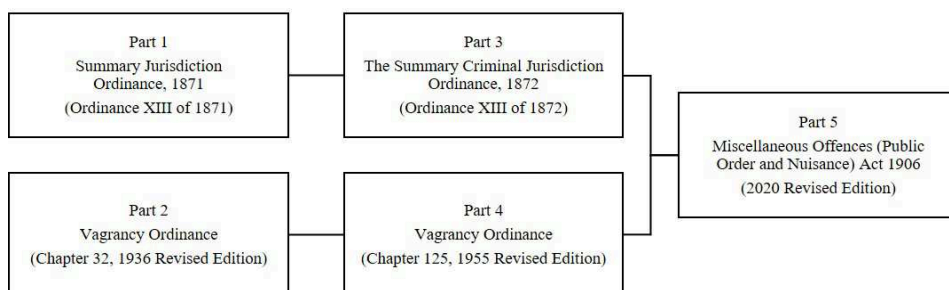 Part 1
Summary Jurisdiction
Ordinance, 1871
(Ordinance XIII of 1871)
Part 3
The Summary Criminal Jurisdiction
Ordinance, 1872
(Ordinance XIII of 1872)
Part 5
Miscellaneous Offences (Public
Order and Nuisance) Act 1906
(2020 Revised Edition)
Part 2
Vagrancy Ordinance
(Chapter 32, 1936 Revised Edition)
Part 4
Vagrancy Ordinance
(Chapter 125, 1955 Revised Edition)